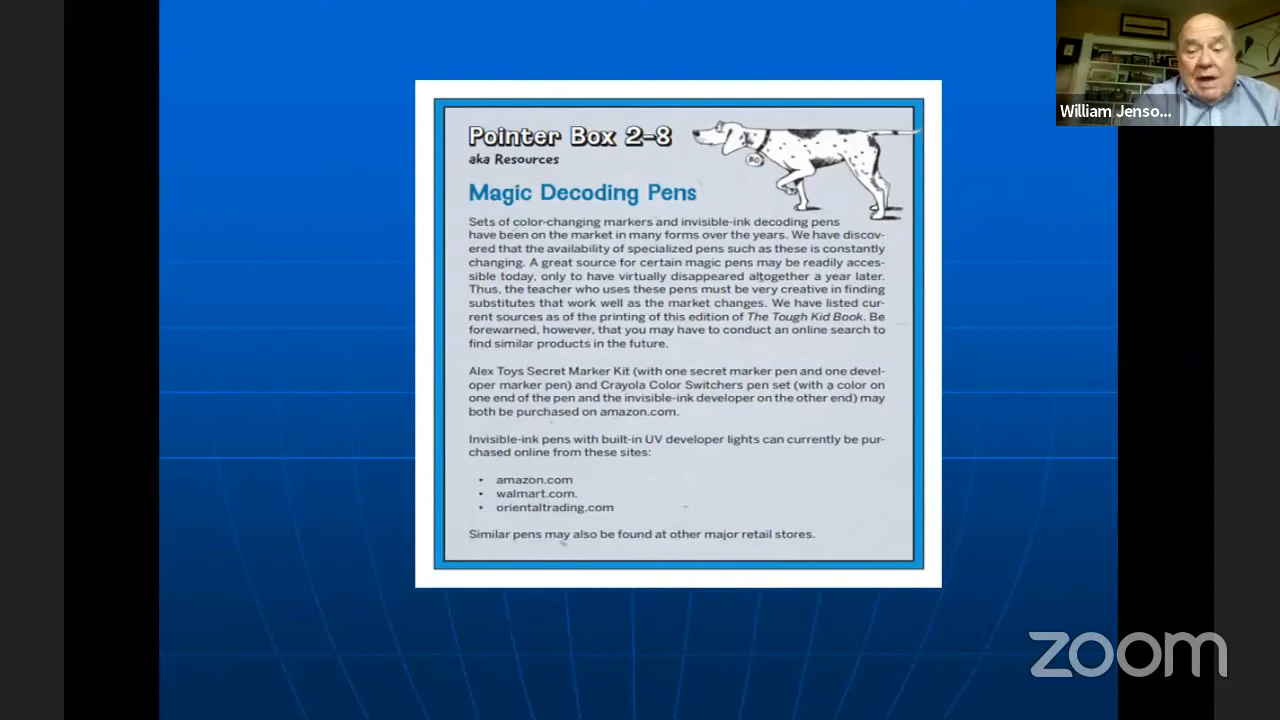 William Jenso...
Pointer Box 2-8
aka Resources
BO
Magic Decoding Pens
Sets of color-changing markers and invisible-ink decoding pens
have been on the market in many forms over the years. We have discov-
ered that the availability of specialized pens such as these is constantly
changing. A great source for certain magic pens may be readily acces-
sible today, only to have virtually disappeared altogether a year later.
Thus, the teacher who uses these pens must be very creative in finding
substitutes that work well as the market changes. We have listed cur-
rent sources as of the printing of this edition of The Tough Kid Book. Be
forewarned, however, that you may have to conduct an online search to
find similar products in the future.
Alex Toys Secret Marker Kit (with one secret marker pen and one devel-
oper marker pen) and Crayola Color Switchers pen set (with a color on
one end of the pen and the invisible-ink developer on the other end) may
both be purchased on amazon.com.
Invisible-ink pens with built-in UV developer lights can currently be pur-
chased online from these sites:
• amazon.com
• walmart.com.
• orientaltrading.com
Similar pens may also be found at other major retail stores.
zoom